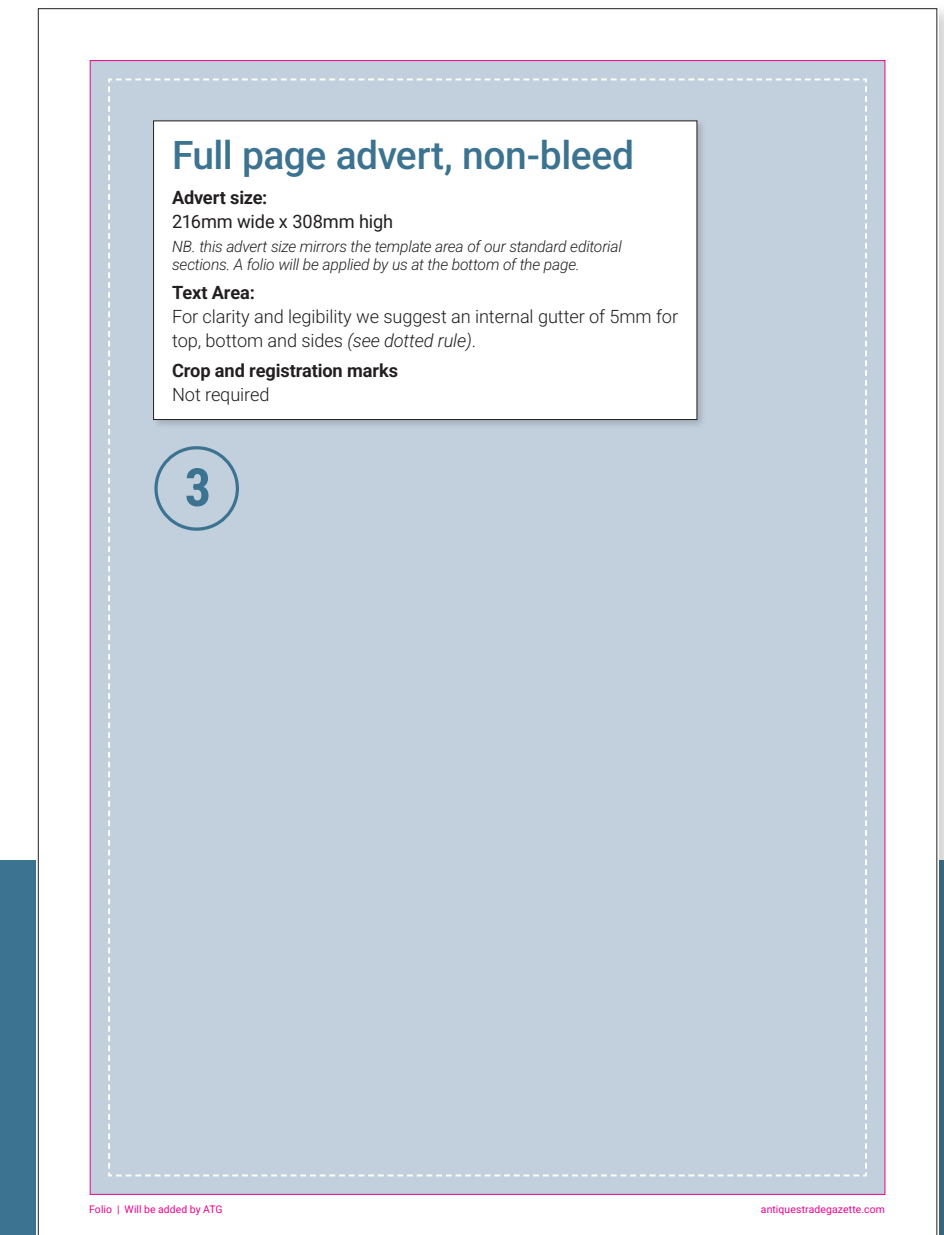 Full page advert, non-bleed
Advert size:
216mm wide x 308mm high
NB. this advert size mirrors the template area of our standard editorial
sections. A folio will be applied by us at the bottom of the page.
Text Area:
For clarity and legibility we suggest an internal gutter of 5mm for
top, bottom and sides (see dotted rule).
Crop and registration marks
Not required
3
Folio | Will be added by ATG
antiquestradegazette.com